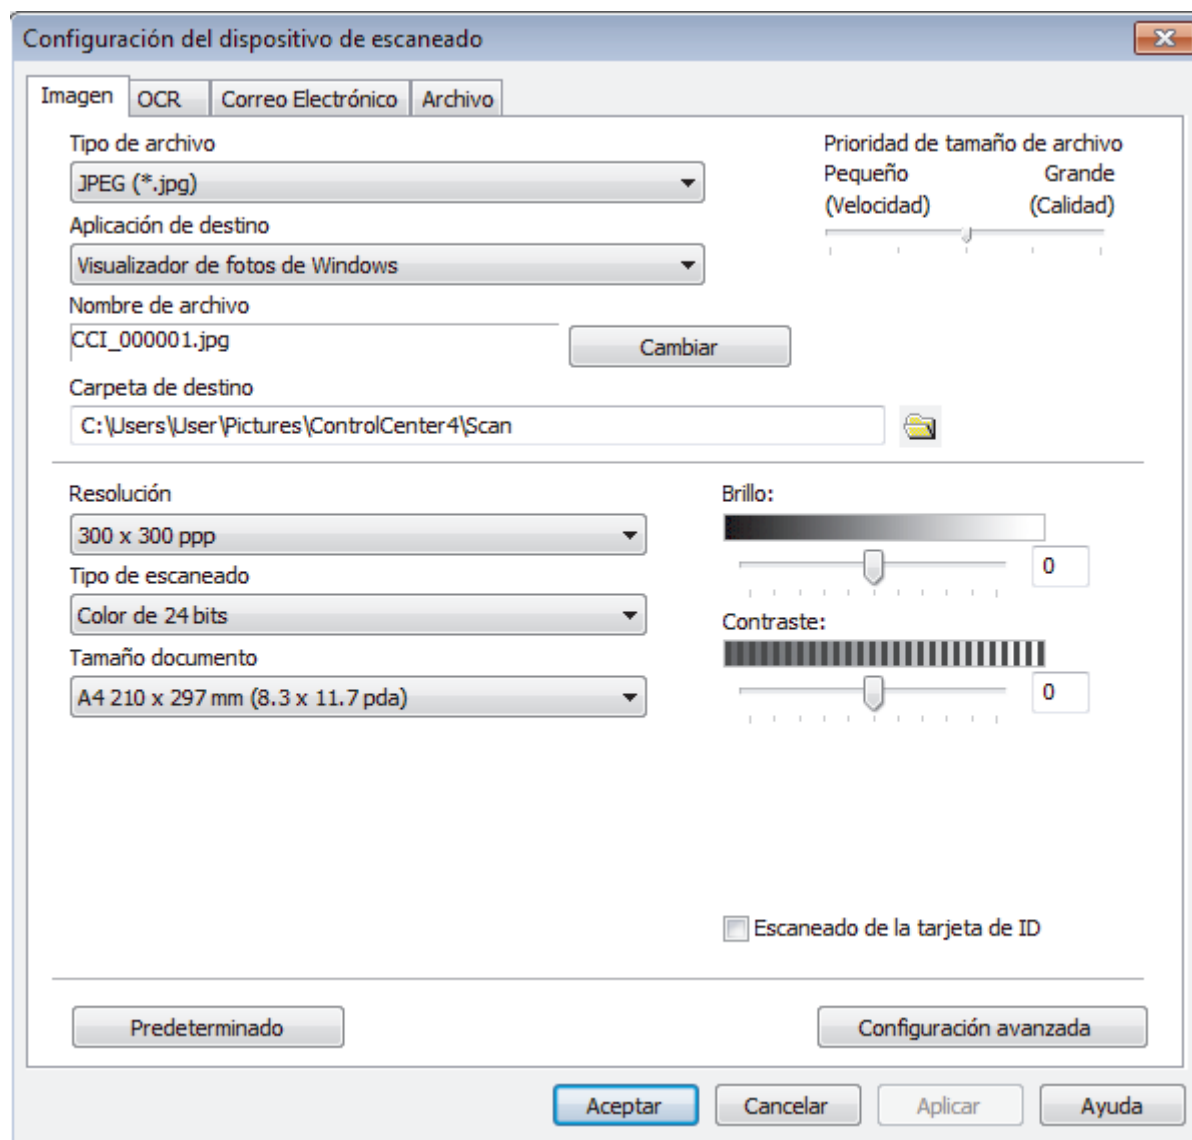 Configuración del dispositivo de escaneado
Imagen OCR Correo Electrónico Archivo
Tipo de archivo
JPEG (*.jpg)
Aplicación de destino
Visualizador de fotos de Windows
Nombre de archivo
CCI_000001.jpg
Cambiar
Carpeta de destino
C:\Users\User\Pictures\ControlCenter4\Scan
Prioridad de tamaño de archivo
Pequeño Grande
(Velocidad) (Calidad)
Resolución
300 x 300 ppp
Tipo de escaneado
Color de 24 bits
Tamaño documento
A4 210 x 297 mm (8.3 x 11.7 pda)
Brillo:
0
Contraste:
0
Escaneado de la tarjeta de ID
Predeterminado Configuración avanzada
Aceptar Cancelar Aplicar Ayuda